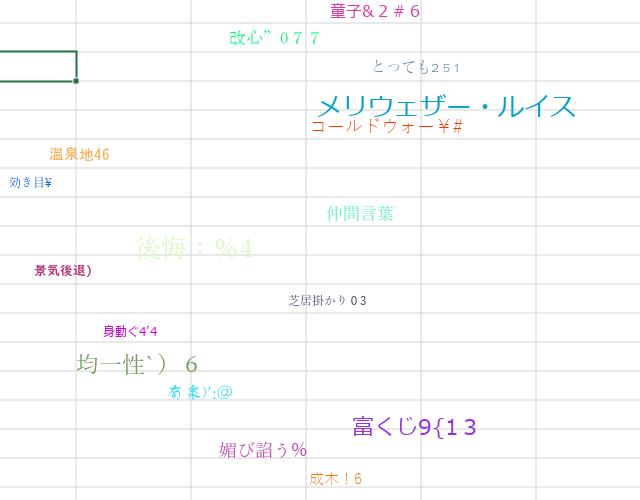 童子&２＃６
改心”０７７
とっても２５１
メリウェザー・ルイス
コールドウォー￥#
温泉地46
効き目¥
仲間言葉
後悔：%4
景気後退)
芝居掛かり０３
身動ぐ4’4
均一性`） ６
)’:@
富くじ9{1３
媚び諂う%
成木！6